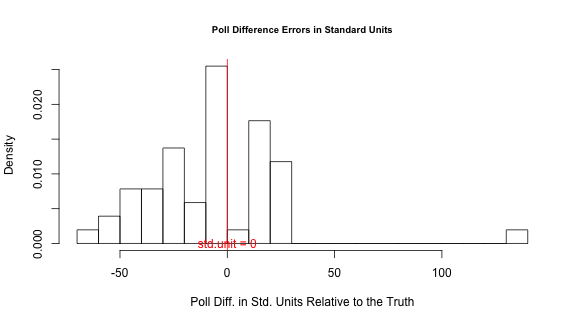 Poll Difference Errors in Standard Units
Density
0.020
0.010
0.000
std.unit = 0
-50 0 50 100
Poll Diff. in Std. Units Relative to the Truth